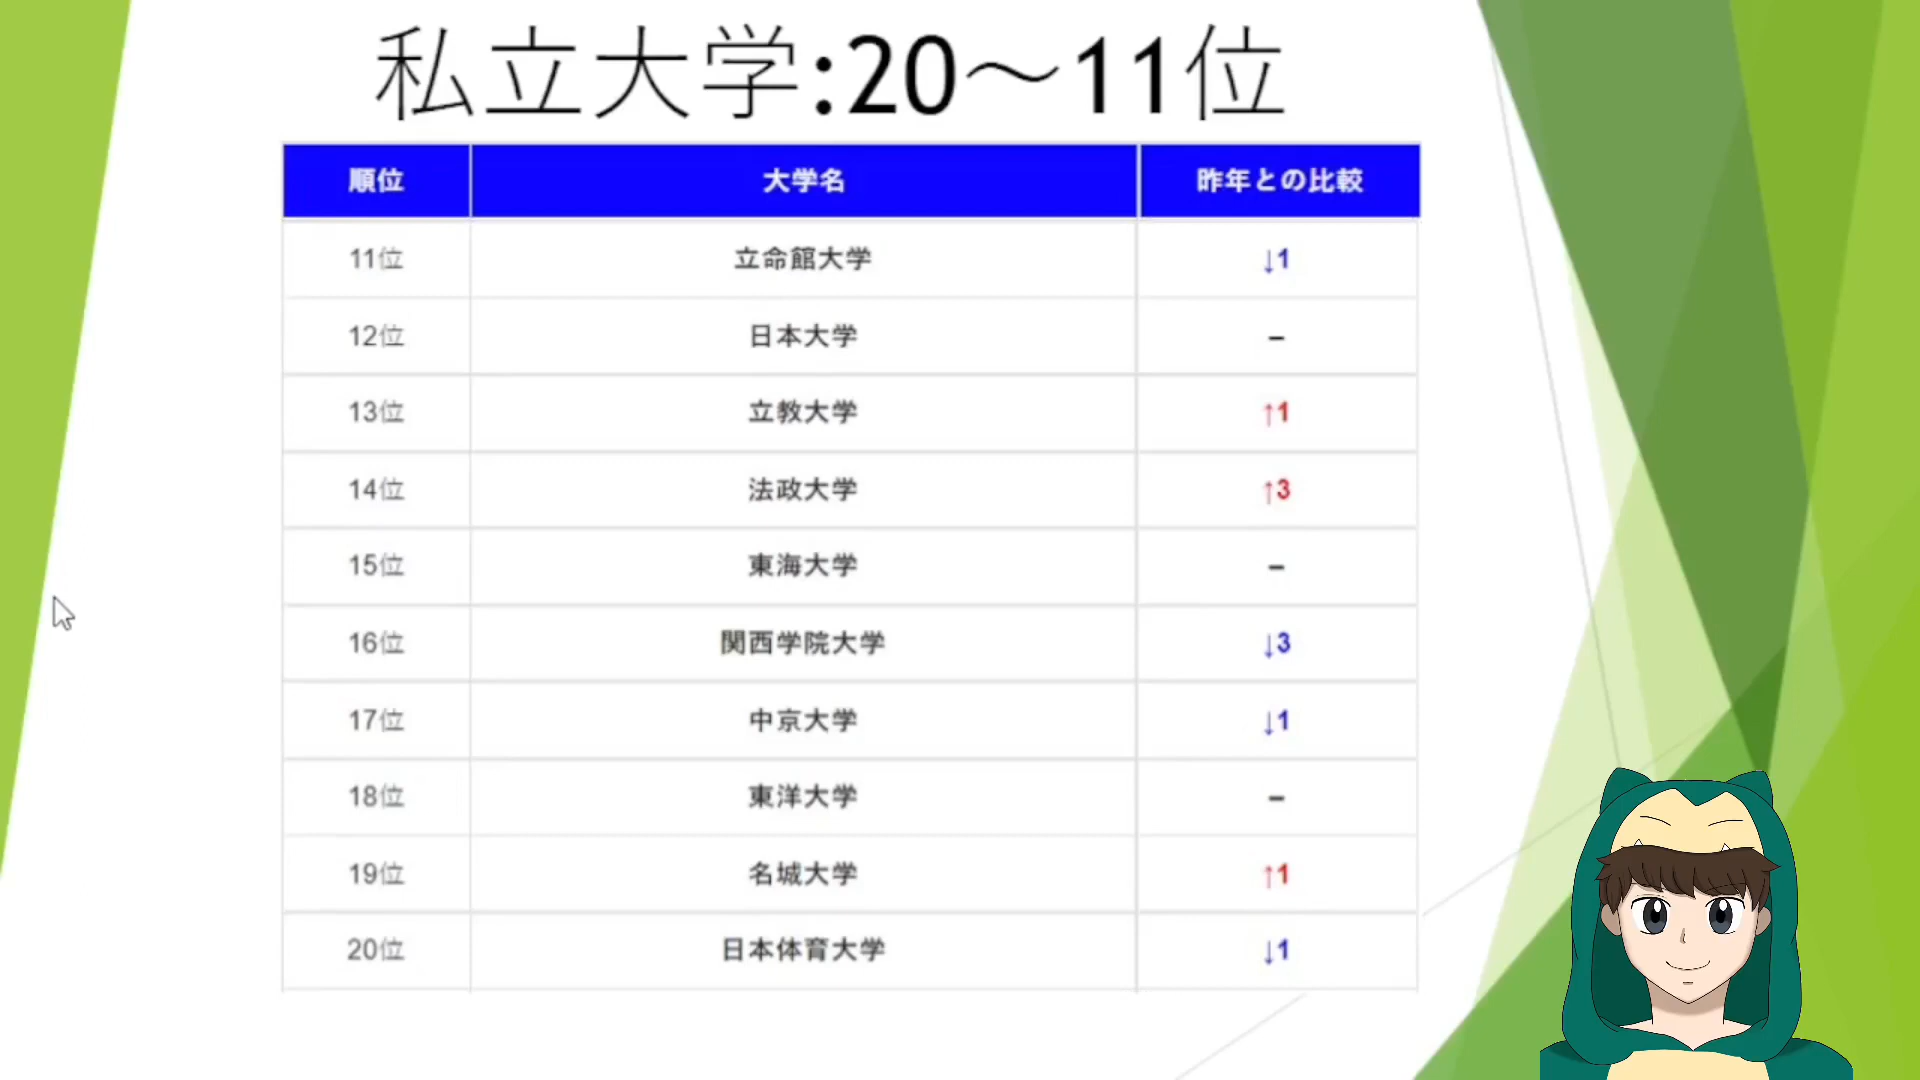 私立大学:20～11位
順位 大学名 昨年との比較
11位 立命館大学 ↓1
12位 日本大学 –
13位 立教大学 ↑1
14位 法政大学 ↑3
15位 東海大学 –
16位 関西学院大学 ↓3
17位 中京大学 ↓1
18位 東洋大学 –
19位 名城大学 ↑1
20位 日本体育大学 ↓1